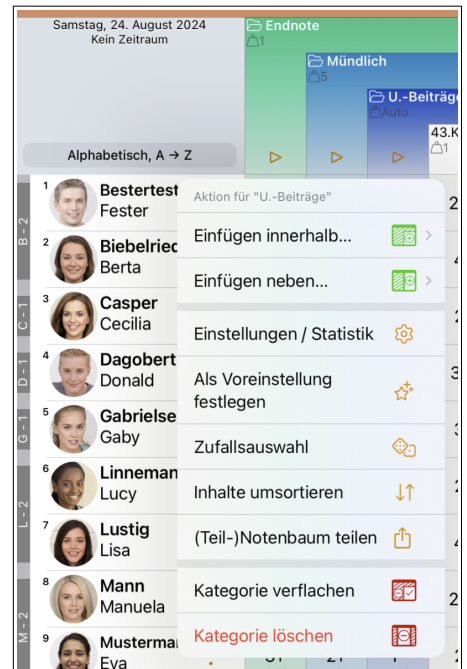 Samstag, 24. August 2024
Kein Zeitraum
Endnote
1
Mündlich
5
U.-Beiträge
Auto
43.K
1
Alphabetisch, A → Z
B - 2
1
Bestertest
Fester
2
Biebelried
Berta
C - 1
3
Casper
Cecilia
D - 1
4
Dagobert
Donald
G - 1
5
Gabrielse
Gaby
L - 2
6
Linneman
Lucy
7
Lustig
Lisa
M - 2
8
Mann
Manuela
9
Musterma
Eva
Aktion für "U.-Beiträge"
Einfügen innerhalb...
Einfügen neben...
Einstellungen / Statistik
Als Voreinstellung
festlegen
Zufallsauswahl
Inhalte umsortieren
(Teil-)Notenbaum teilen
Kategorie verflachen
Kategorie löschen